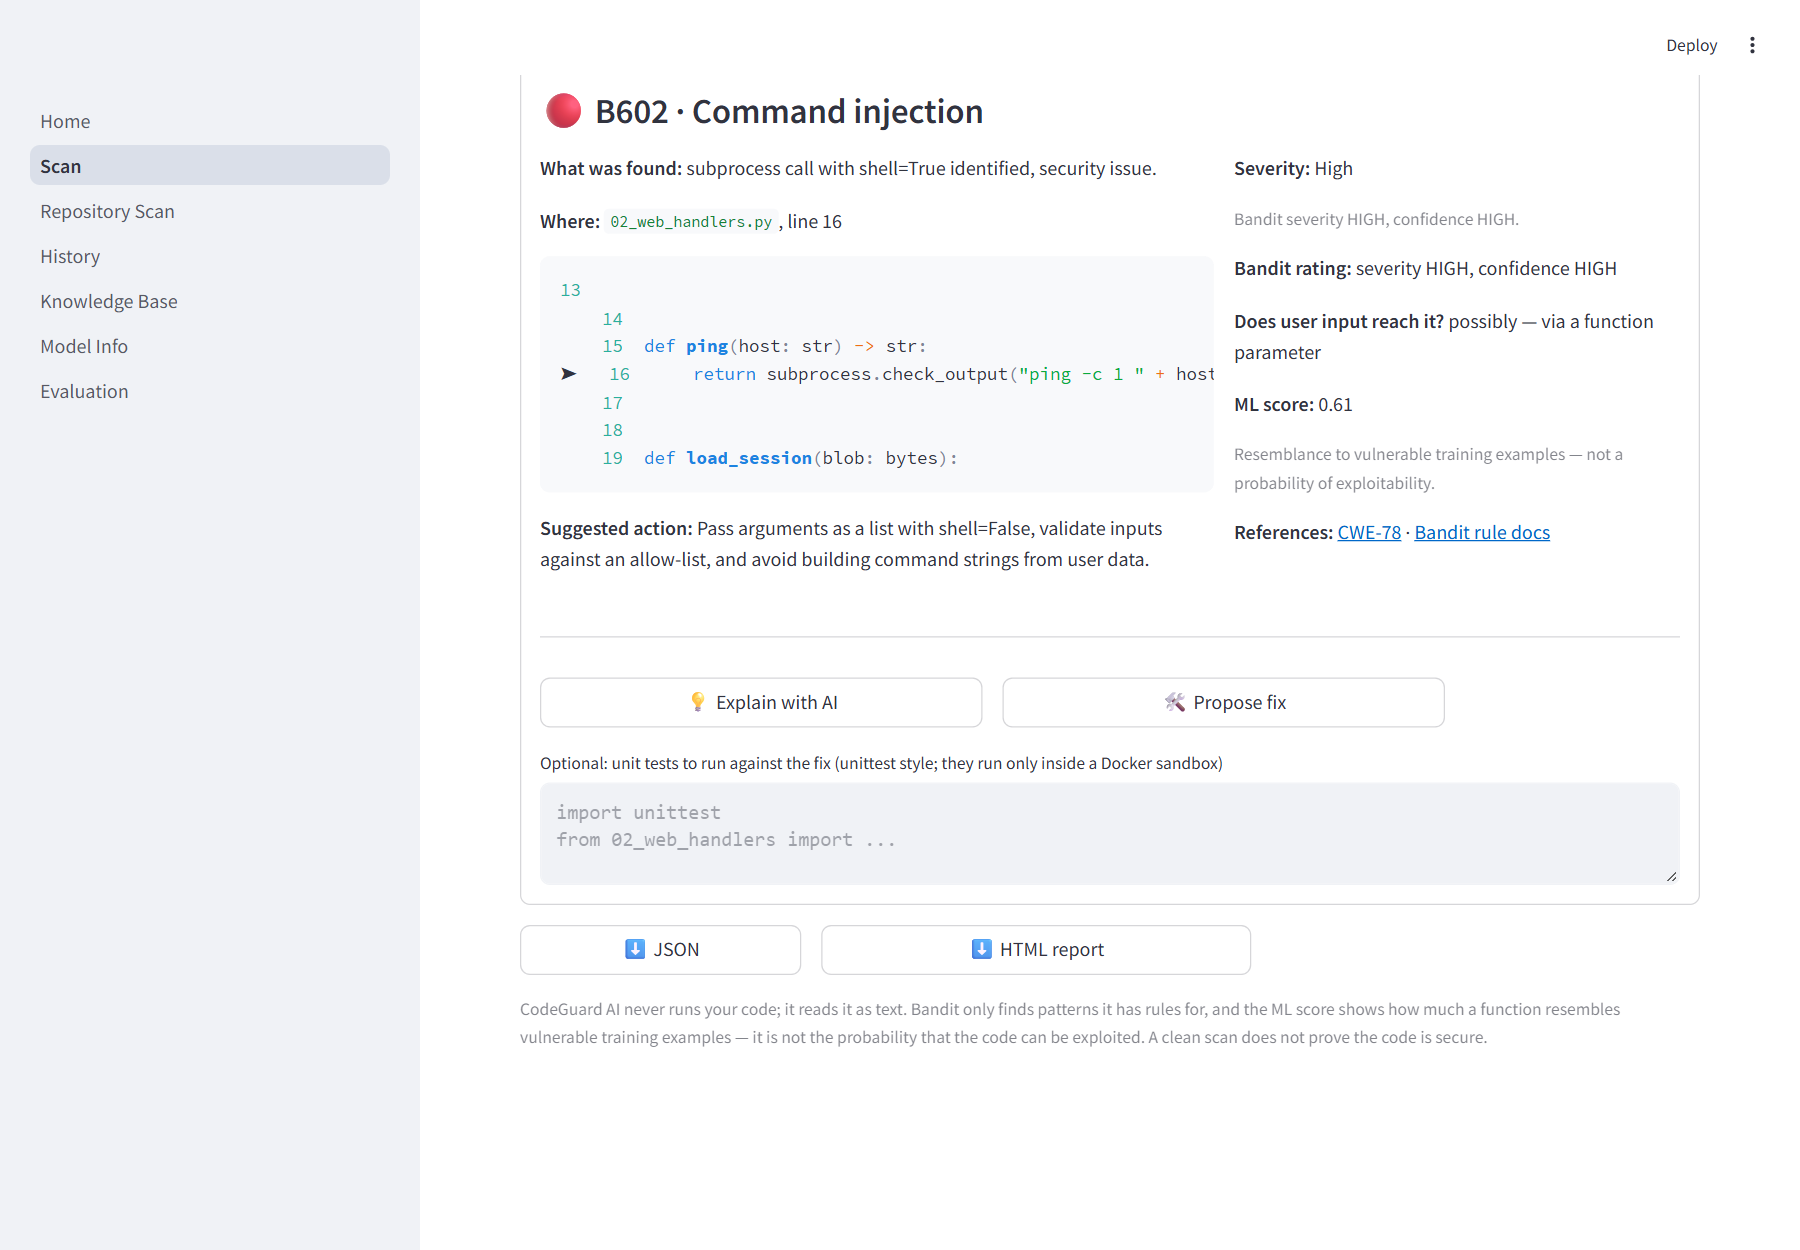 Deploy
Home
Scan
Repository Scan
History
Knowledge Base
Model Info
Evaluation
B602 · Command injection
What was found: subprocess call with shell=True identified, security issue.
Where: 02_web_handlers.py , line 16
13
14
15 def ping(host: str) -> str:
➤ 16 return subprocess.check_output("ping -c 1 " + host
17
18
19 def load_session(blob: bytes):
Suggested action: Pass arguments as a list with shell=False, validate inputs
against an allow-list, and avoid building command strings from user data.
Severity: High
Bandit severity HIGH, confidence HIGH.
Bandit rating: severity HIGH, confidence HIGH
Does user input reach it? possibly — via a function
parameter
ML score: 0.61
Resemblance to vulnerable training examples — not a
probability of exploitability.
References: CWE-78 · Bandit rule docs
💡 Explain with AI
🛠 Propose fix
Optional: unit tests to run against the fix (unittest style; they run only inside a Docker sandbox)
import unittest
from 02_web_handlers import ...
⬇ JSON
⬇ HTML report
CodeGuard AI never runs your code; it reads it as text. Bandit only finds patterns it has rules for, and the ML score shows how much a function resembles
vulnerable training examples — it is not the probability that the code can be exploited. A clean scan does not prove the code is secure.